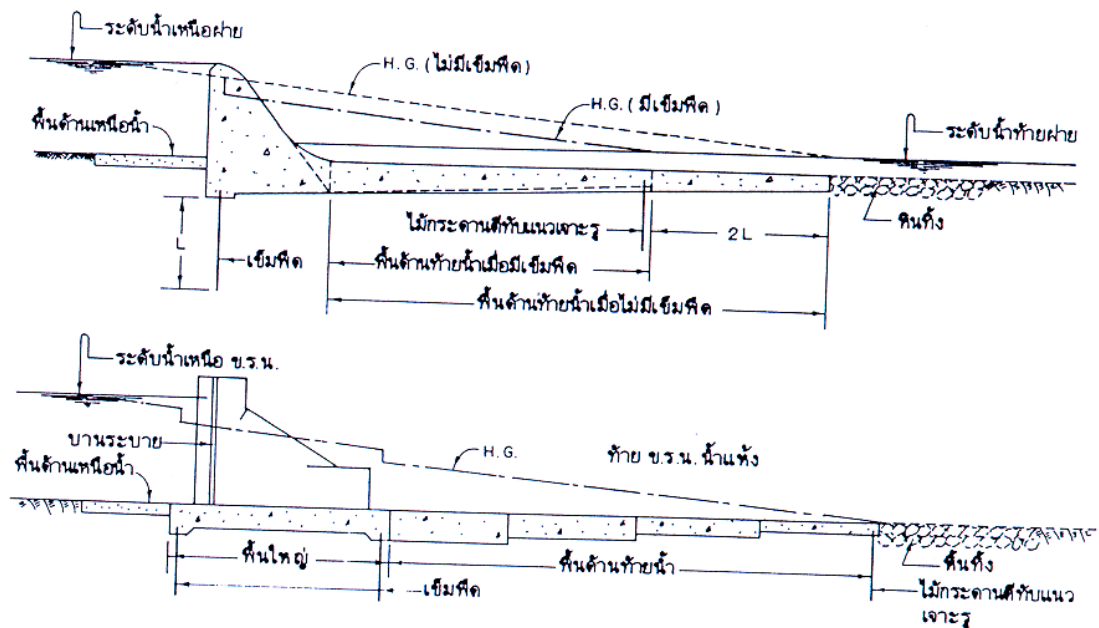 ระดับน้ำเหนือฝาย
H.G. (ไม่มีเข็มพืด)
H.G. (มีเข็มพืด)
พื้นด้านเหนือน้ำ
ระดับน้ำท้ายฝาย
ไม้กระดานตีทับแนวเจาะรู
2L
หินทิ้ง
L
เข็มพืด
พื้นด้านท้ายน้ำเมื่อมีเข็มพืด
พื้นด้านท้ายน้ำเมื่อไม่มีเข็มพืด
ระดับน้ำเหนือ ข.ร.น.
บานระบาย
H.G.
ท้าย ข.ร.น. น้ำแห้ง
พื้นด้านเหนือน้ำ
พื้นใหญ่
พื้นด้านท้ายน้ำ
หินทิ้ง
เข็มพืด
ไม้กระดานตีทับแนว
เจาะรู